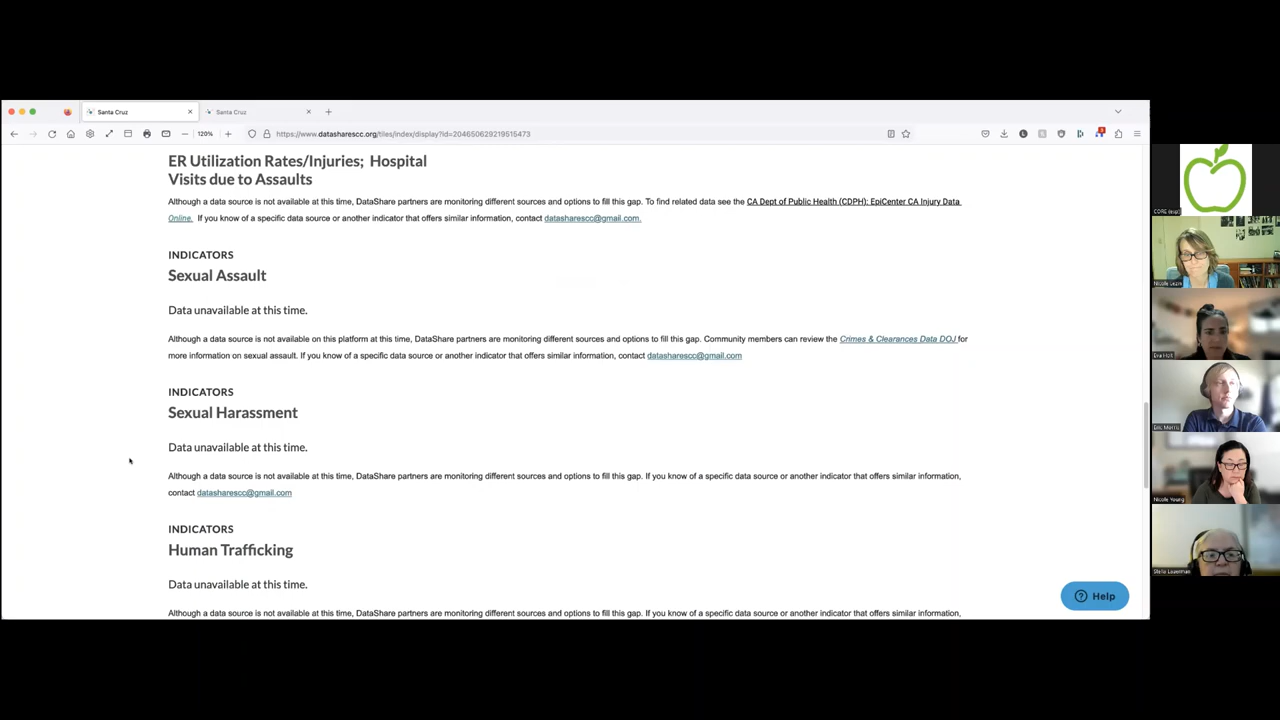 Santa Cruz
Santa Cruz
120%
https://www.datasharescc.org/tiles/index/display?id=204650629219515473
ER Utilization Rates/Injuries; Hospital
Visits due to Assaults
Although a data source is not available at this time, DataShare partners are monitoring different sources and options to fill this gap. To find related data see the CA Dept of Public Health (CDPH); EpiCenter CA Injury Data
Online. If you know of a specific data source or another indicator that offers similar information, contact datasharescc@gmail.com.
INDICATORS
Sexual Assault
Data unavailable at this time.
Although a data source is not available on this platform at this time, DataShare partners are monitoring different sources and options to fill this gap. Community members can review the Crimes & Clearances Data DOJ for
more information on sexual assault. If you know of a specific data source or another indicator that offers similar information, contact datasharescc@gmail.com
INDICATORS
Sexual Harassment
Data unavailable at this time.
Although a data source is not available at this time, DataShare partners are monitoring different sources and options to fill this gap. If you know of a specific data source or another indicator that offers similar information,
contact datasharescc@gmail.com
INDICATORS
Human Trafficking
Data unavailable at this time.
Although a data source is not available at this time, DataShare partners are monitoring different sources and options to fill this gap. If you know of a specific data source or another indicator that offers similar information,
Help
Nicole Young
Eva Holt